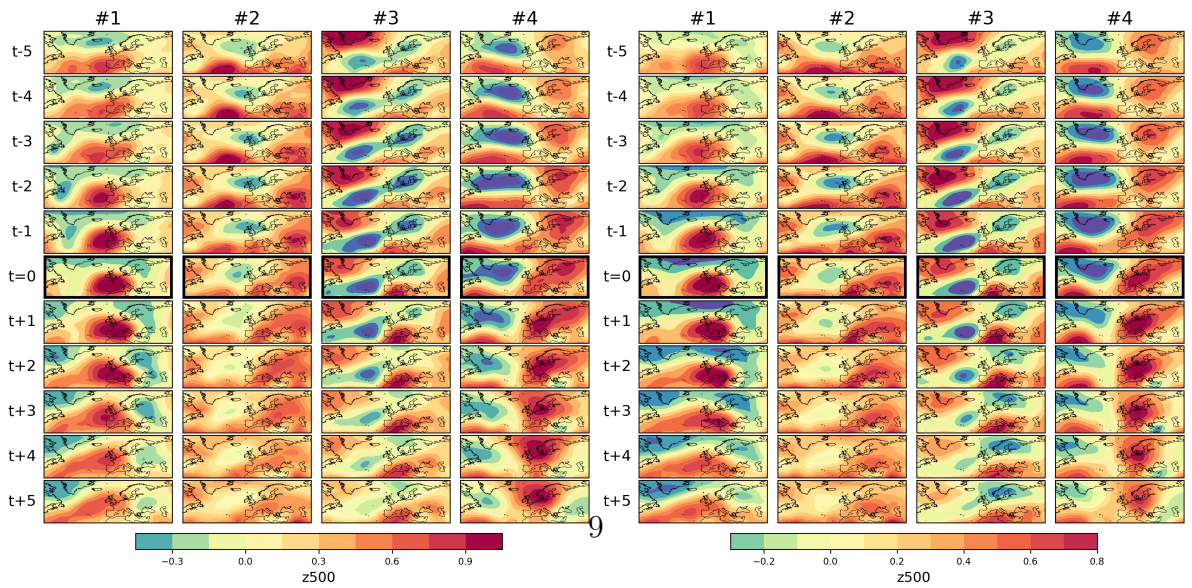 #1 #2 #3 #4 #1 #2 #3 #4
t-5 t-5
t-4 t-4
t-3 t-3
t-2 t-2
t-1 t-1
t=0 t=0
t+1 t+1
t+2 t+2
t+3 t+3
t+4 t+4
t+5 t+5
9
−0.3 0.0 0.3 0.6 0.9 −0.2 0.0 0.2 0.4 0.6 0.8
z500 z500